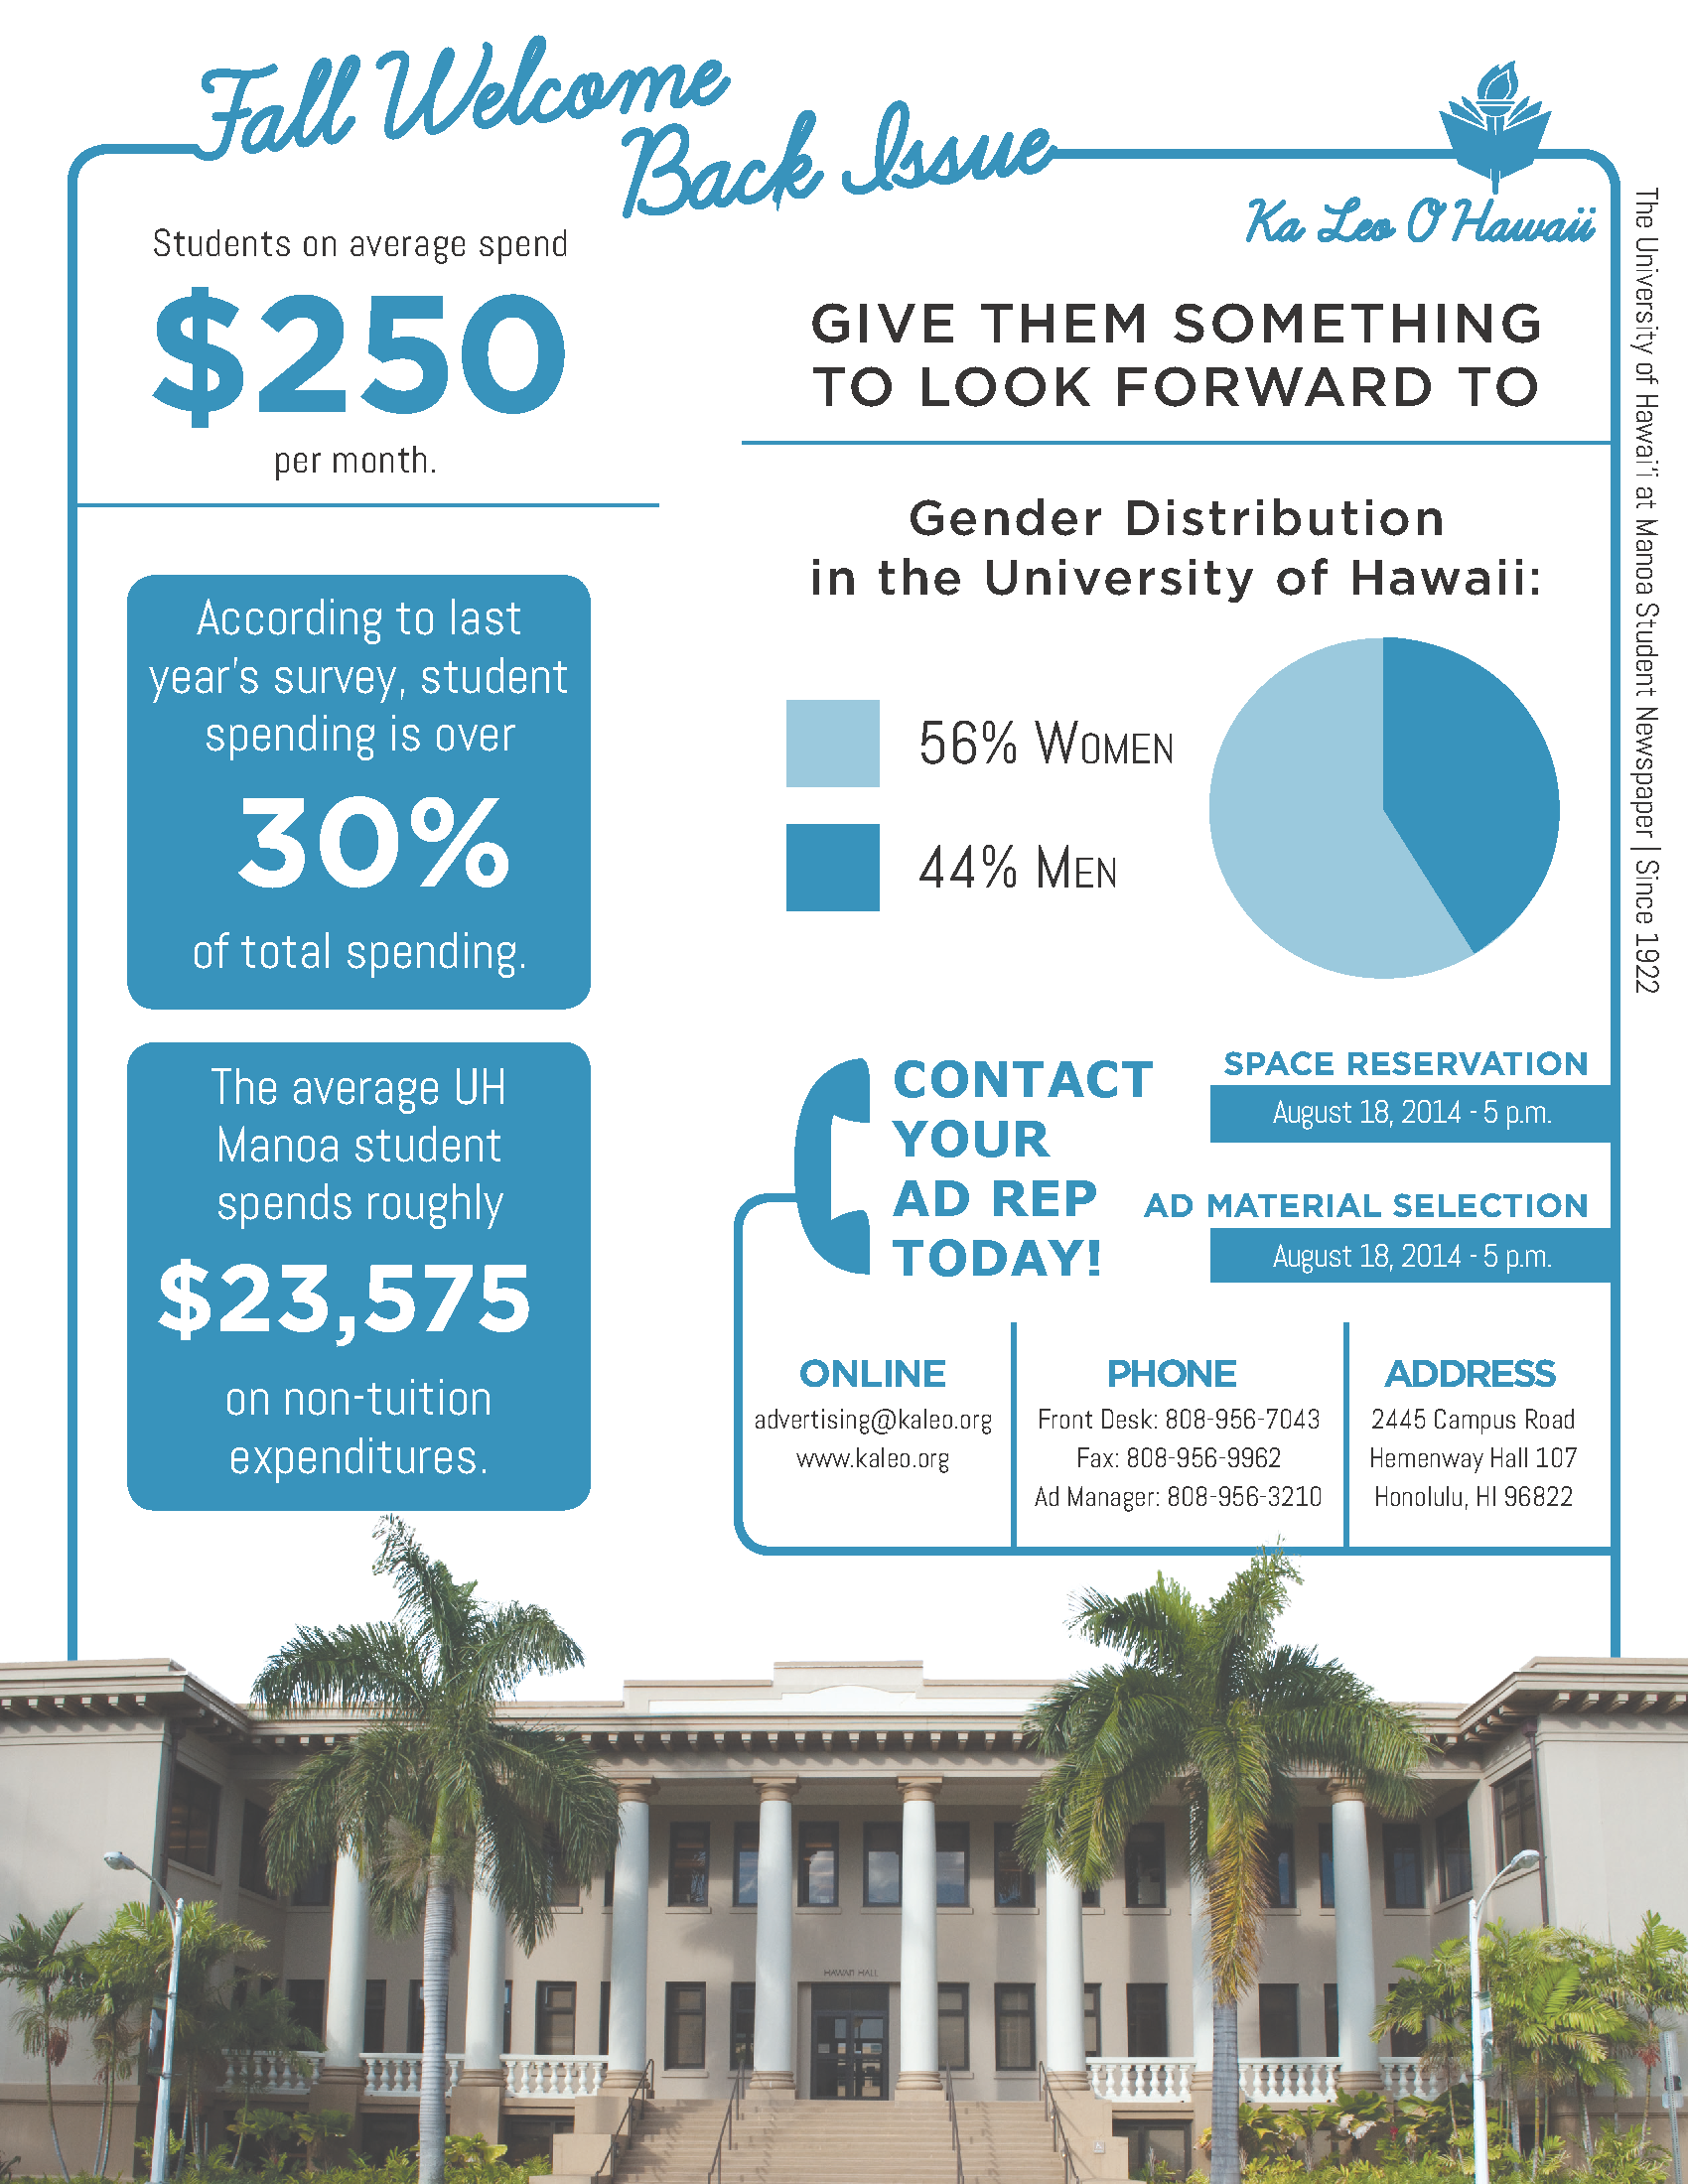 Fall Welcome
Back Issue
Ka Leo O Hawaii
The University of Hawai'i at Manoa Student Newspaper | Since 1922
Students on average spend
$250
per month.
According to last
year's survey, student
spending is over
30%
of total spending.
The average UH
Manoa student
spends roughly
$23,575
on non-tuition
expenditures.
GIVE THEM SOMETHING
TO LOOK FORWARD TO
Gender Distribution
in the University of Hawaii:
56% WOMEN
44% MEN
CONTACT
YOUR
AD REP
TODAY!
SPACE RESERVATION
August 18, 2014 - 5 p.m.
AD MATERIAL SELECTION
August 18, 2014 - 5 p.m.
ONLINE
advertising@kaleo.org
www.kaleo.org
PHONE
Front Desk: 808-956-7043
Fax: 808-956-9962
Ad Manager: 808-956-3210
ADDRESS
2445 Campus Road
Hemenway Hall 107
Honolulu, HI 96822
HAWAI'I HALL